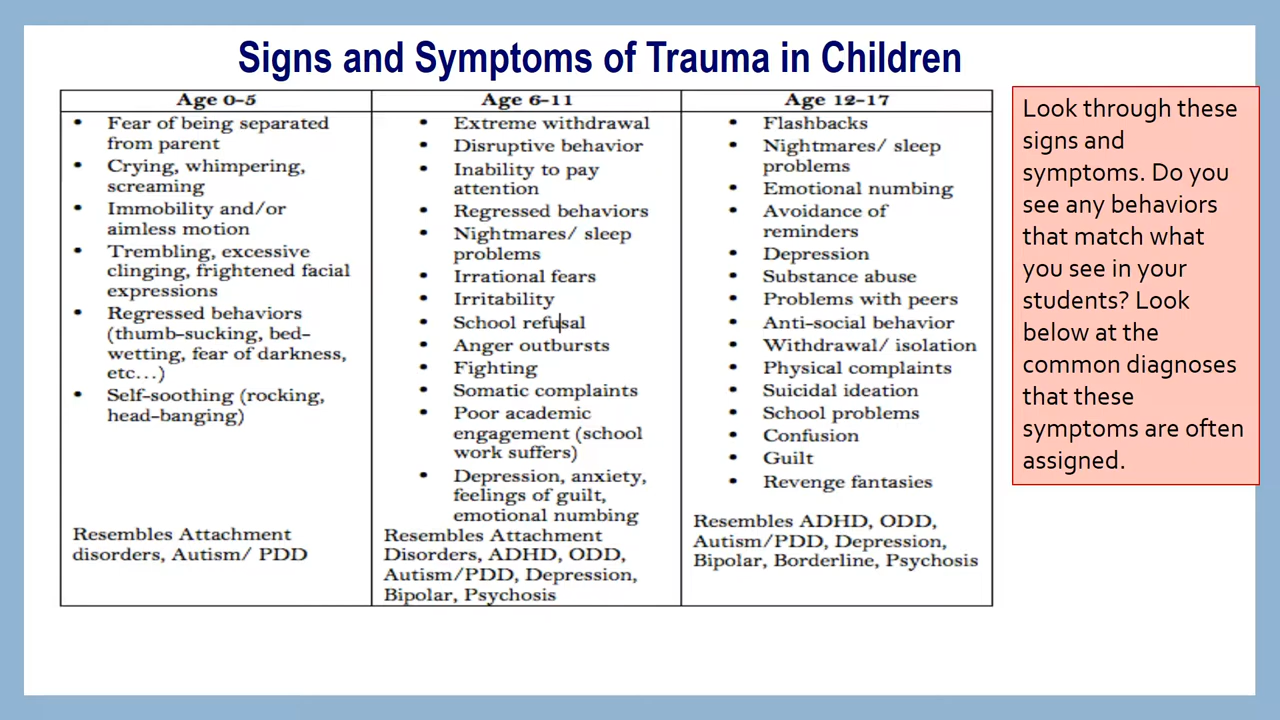 Signs and Symptoms of Trauma in Children
Age 0-5
• Fear of being separated
from parent
• Crying, whimpering,
screaming
• Immobility and/or
aimless motion
• Trembling, excessive
clinging, frightened facial
expressions
• Regressed behaviors
(thumb-sucking, bed-
wetting, fear of darkness,
etc...)
• Self-soothing (rocking,
head-banging)
Resembles Attachment
disorders, Autism/ PDD
Age 6-11
• Extreme withdrawal
• Disruptive behavior
• Inability to pay
attention
• Regressed behaviors
• Nightmares/ sleep
problems
• Irrational fears
• Irritability
• School refusal
• Anger outbursts
• Fighting
• Somatic complaints
• Poor academic
engagement (school
work suffers)
• Depression, anxiety,
feelings of guilt,
emotional numbing
Resembles Attachment
Disorders, ADHD, ODD,
Autism/PDD, Depression,
Bipolar, Psychosis
Age 12-17
• Flashbacks
• Nightmares/ sleep
problems
• Emotional numbing
• Avoidance of
reminders
• Depression
• Substance abuse
• Problems with peers
• Anti-social behavior
• Withdrawal/ isolation
• Physical complaints
• Suicidal ideation
• School problems
• Confusion
• Guilt
• Revenge fantasies
Resembles ADHD, ODD,
Autism/PDD, Depression,
Bipolar, Borderline, Psychosis
Look through these
signs and
symptoms. Do you
see any behaviors
that match what
you see in your
students? Look
below at the
common diagnoses
that these
symptoms are often
assigned.